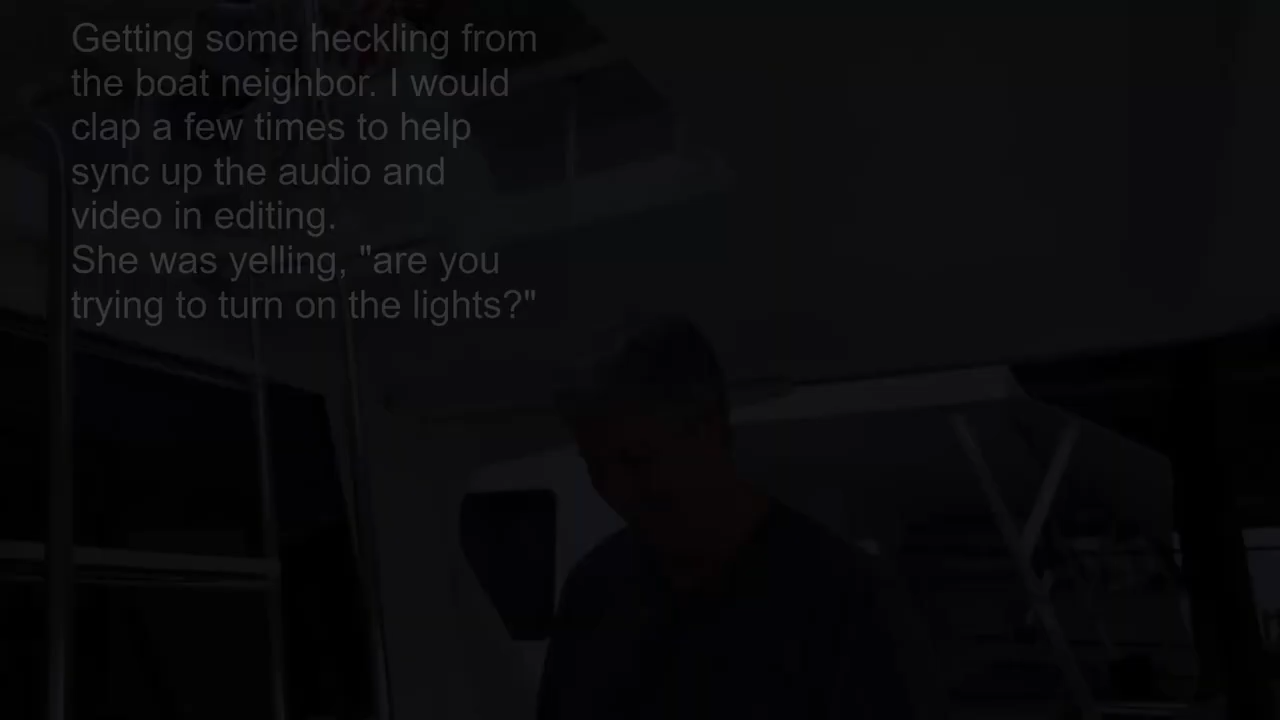 Getting some heckling from
the boat neighbor. I would
clap a few times to help
sync up the audio and
video in editing.
She was yelling, "are you
trying to turn on the lights?"